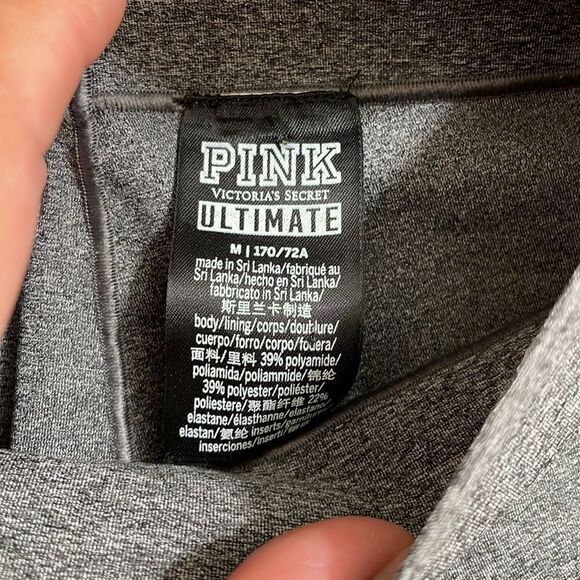 PINK
VICTORIA'S SECRET
ULTIMATE
M | 170/72A
made in Sri Lanka/fabriqué au
Sri Lanka/hecho en Sri Lanka/
fabbricato in Sri Lanka/
斯里兰卡制造
body/lining/corps/doublure/
cuerpo/forro/corpo/fodera/
面料/里料 39% polyamide/
poliamida/poliammide/锦纶
39% polyester/poliéster/
poliestere/聚酯纤维 22%
elastane/élasthanne/elastano/
elastan/氨纶 inserts/
inserciones/inserti/